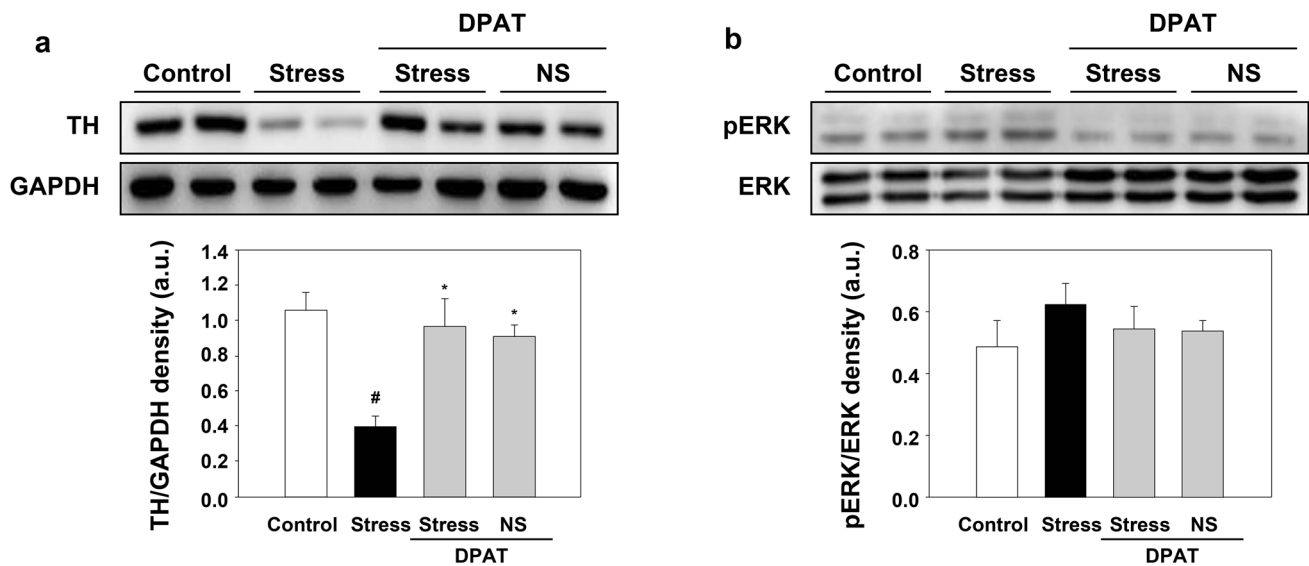 a
DPAT
Control Stress Stress NS
TH
GAPDH
TH/GAPDH density (a.u.)
1.4
1.2
1.0
0.8
0.6
0.4
0.2
0.0
#
*
*
Control Stress Stress NS
DPAT
b
DPAT
Control Stress Stress NS
pERK
ERK
pERK/ERK density (a.u.)
0.8
0.6
0.4
0.2
0.0
Control Stress Stress NS
DPAT